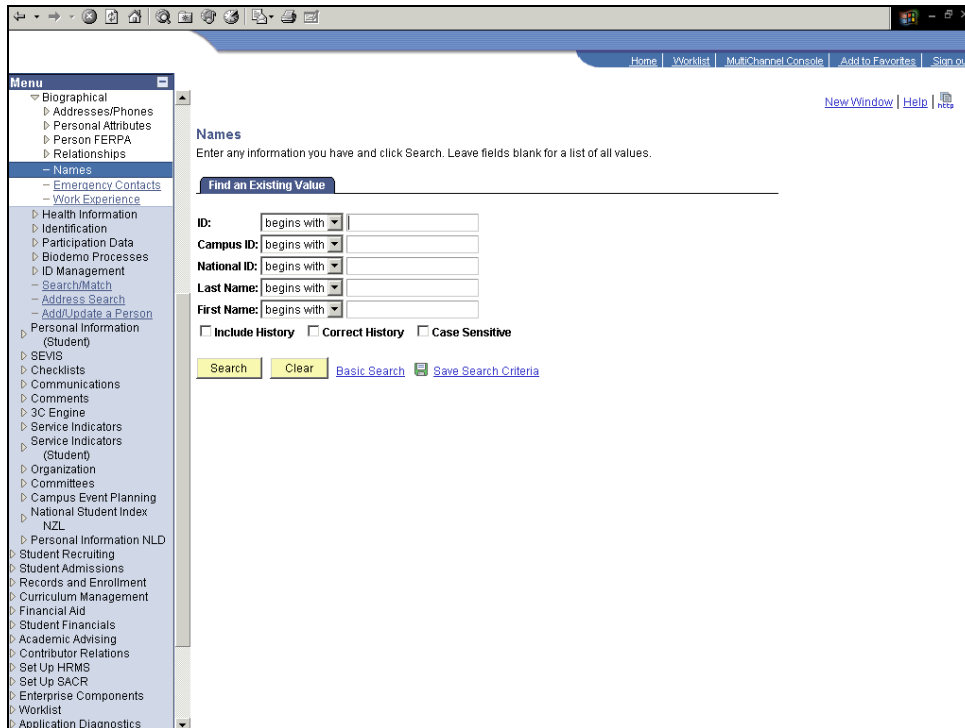 Home | Worklist | MultiChannel Console | Add to Favorites |
Menu
Biographical
Addresses/Phones
Personal Attributes
Person FERPA
Relationships
Names
Emergency Contacts
Work Experience
Health Information
Identification
Participation Data
Biodemo Processes
ID Management
Search/Match
Address Search
Add/Update a Person
Personal Information
(Student)
SEVIS
Checklists
Communications
Comments
3C Engine
Service Indicators
Service Indicators
(Student)
Organization
Committees
Campus Event Planning
National Student Index
NZL
Personal Information NLD
Student Recruiting
Student Admissions
Records and Enrollment
Curriculum Management
Financial Aid
Student Financials
Academic Advising
Contributor Relations
Set Up HRMS
Set Up SACR
Enterprise Components
Worklist
Application Diagnostics
New Window | Help | http
Names
Enter any information you have and click Search. Leave fields blank for a list of all values.
Find an Existing Value
ID: begins with
Campus ID: begins with
National ID: begins with
Last Name: begins with
First Name: begins with
Include History Correct History Case Sensitive
Search Clear Basic Search Save Search Criteria